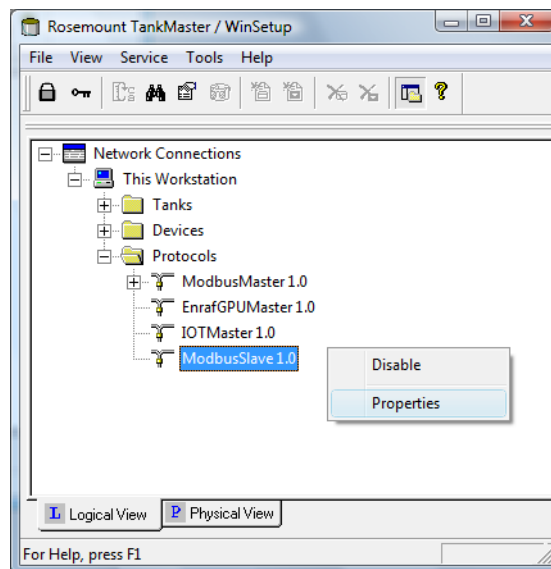 Rosemount TankMaster / WinSetup
File View Service Tools Help
Network Connections
This Workstation
Tanks
Devices
Protocols
ModbusMaster 1.0
EnrafGPUMaster 1.0
IOTMaster 1.0
ModbusSlave 1.0
Disable
Properties
L Logical View P Physical View
For Help, press F1